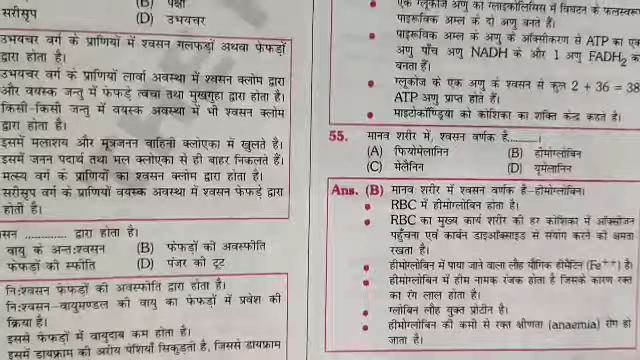 (B) पक्षी
सरीसृप (D) उभयचर
उभयचर वर्ग के प्राणियों में श्वसन गलफड़ों अथवा फेफड़ों
द्वारा होता है।
उभयचर वर्ग के प्राणियों लार्वा अवस्था में श्वसन क्लोम द्वारा
और वयस्क जन्तु में फेफड़े त्वचा तथा मुखगुहा द्वारा होता है।
किसी-किसी जन्तु में वयस्क अवस्था में भी श्वसन क्लोम
द्वारा होता है।
इसमें मलाशय और मूत्रजनन वाहिनी क्लोएका में खुलते है।
इसमें जनन पदार्थ तथा मल क्लोएका से ही बाहर निकलते हैं।
मत्स्य वर्ग के प्राणियों का श्वसन क्लोम द्वारा होता है।
सरीसृप वर्ग के प्राणियों वयस्क अवस्था में श्वसन फेफड़े द्वारा
होती है।
सन ............. द्वारा होता है।
वायु के अन्तःश्वसन (B) फेफड़ों की अवस्फीति
फेफड़ों की स्फीति (D) पंजर की टूट
निःश्वसन फेफड़ों की अवस्फीति द्वारा होता है।
निःश्वसन–वायुमण्डल की वायु का फेफड़ों में प्रवेश की
क्रिया है।
इससे फेफड़ों में वायुदाब कम होता है।
इसमें डायफ्राम की अरीय पेशियाँ सिकुड़ती है, जिससे डायफ्राम
एक ग्लूकोज अणु का ग्लाइकोलिसिस में विघटन के फलस्वरूप
पाइरूविक अम्ल के दो अणु बनते हैं।
पाइरूविक अम्ल के अणु के ऑक्सीकरण से ATP का एक
अणु पाँच अणु NADH के और 1 अणु FADH₂ का
बनता है।
ग्लूकोज के एक अणु के श्वसन से कुल 2 + 36 = 38
ATP अणु प्राप्त होते हैं।
माइटोकॉण्ड्रिया को कोशिका का शक्ति केन्द्र कहते है।
55. मानव शरीर में, श्वसन वर्णक है..........।
(A) फियोमेलानिन (B) हीमोग्लोबिन
(C) मेलैनिन (D) यूमेलानिन
Ans. (B) मानव शरीर में श्वसन वर्णक है–हीमोग्लोबिन।
RBC में हीमोग्लोबिन होता है।
RBC का मुख्य कार्य शरीर की हर कोशिका में ऑक्सीजन
पहुँचना एवं कार्बन डाइऑक्साइड से संयोग करने की क्षमता
रखता है।
हीमोग्लोबिन में पाया जाने वाला लौह यौगिक हीमैटिन (Fe⁺⁺) है।
हीमोग्लोबिन में हीम नामक रंजक होता है जिसके कारण रक्त
का रंग लाल होता है।
ग्लोबिन लौह युक्त प्रोटीन है।
हीमोग्लोबिन की कमी से रक्त क्षीणता (anaemia) रोग हो
जाता है।